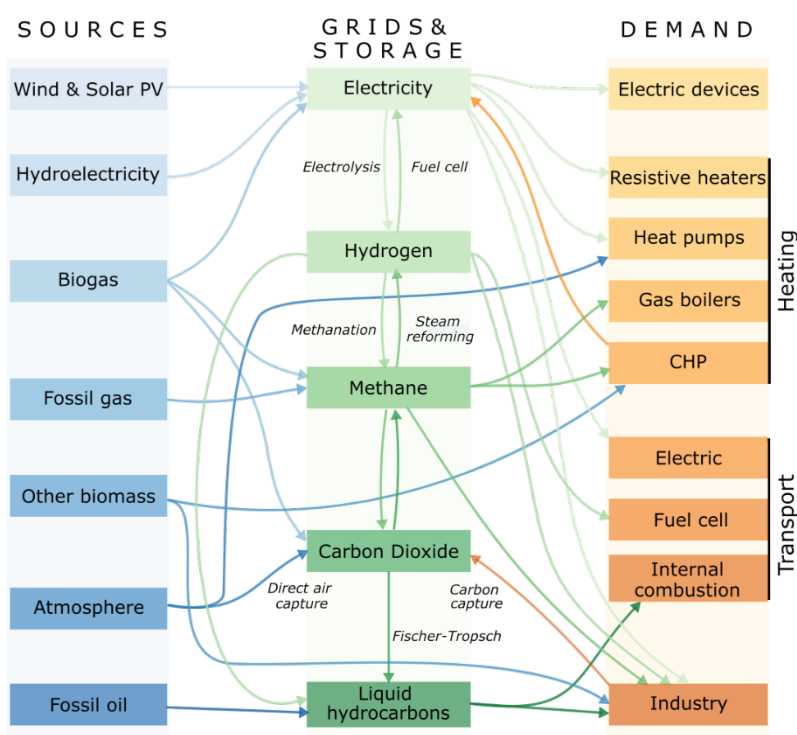 SOURCES
GRIDS &
STORAGE
DEMAND
Wind & Solar PV
Hydroelectricity
Biogas
Fossil gas
Other biomass
Atmosphere
Fossil oil
Electricity
Electrolysis
Fuel cell
Hydrogen
Methanation
Steam
reforming
Methane
Carbon Dioxide
Direct air
capture
Carbon
capture
Fischer-Tropsch
Liquid
hydrocarbons
Electric devices
Resistive heaters
Heat pumps
Gas boilers
CHP
Heating
Electric
Fuel cell
Internal
combustion
Transport
Industry